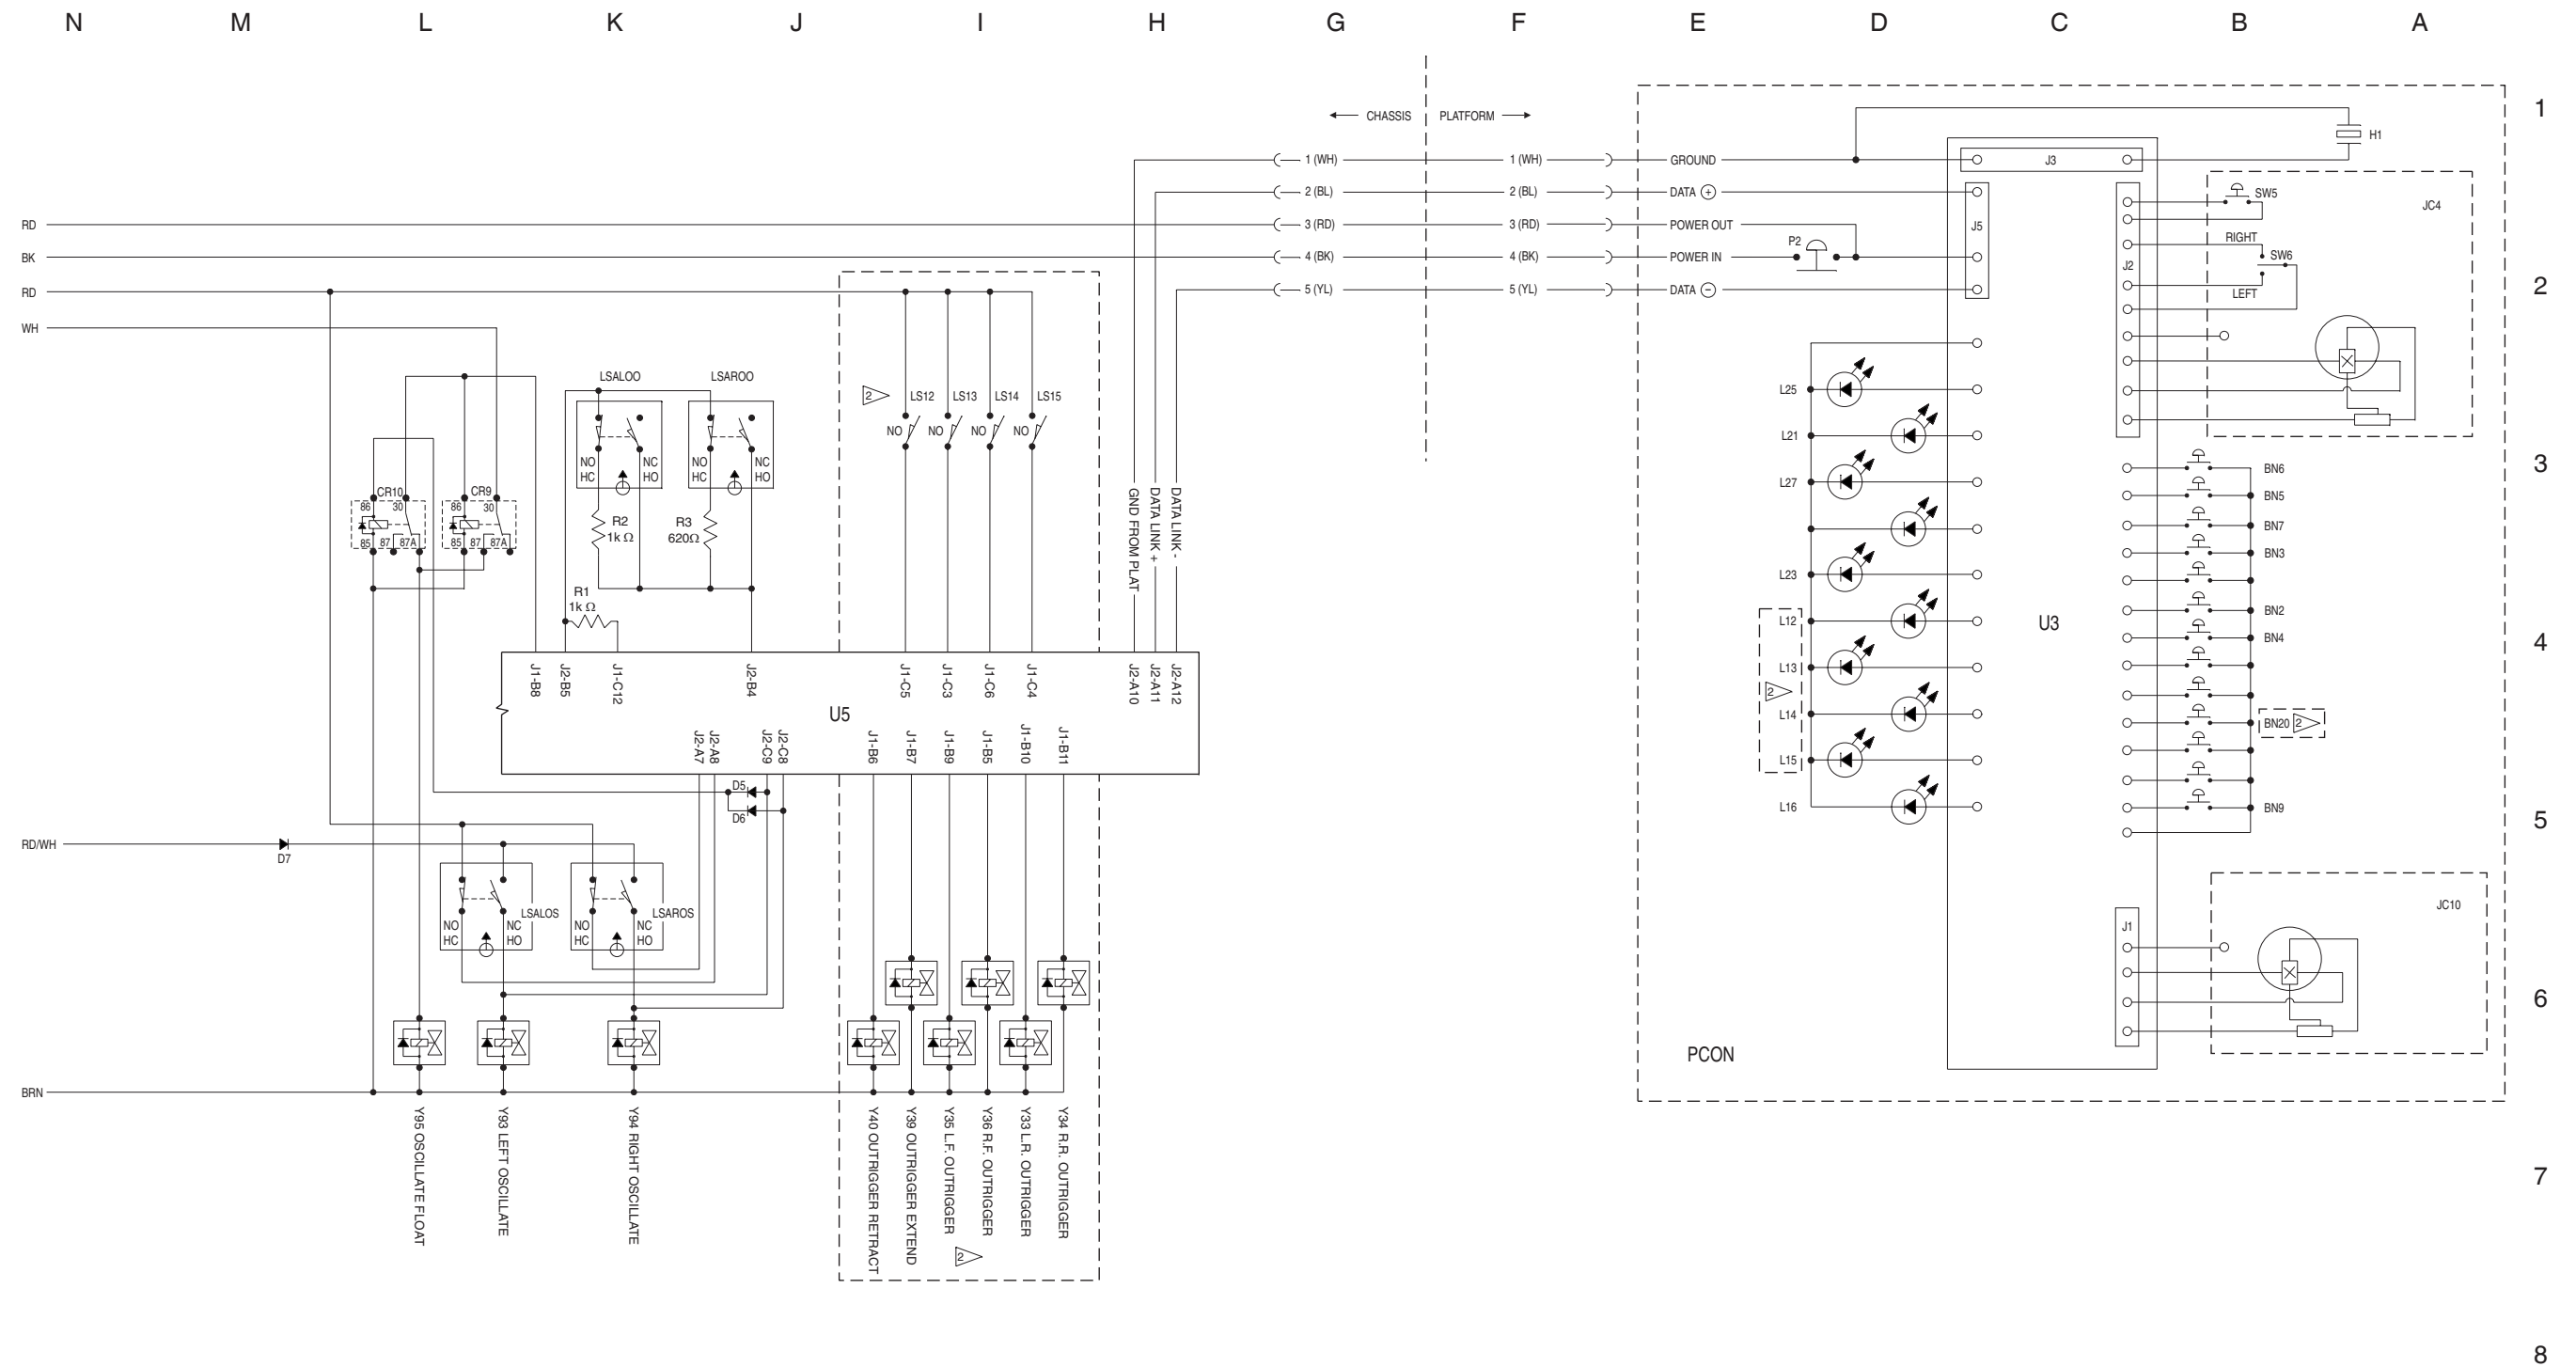 N M L K J I H G F E D C B A
1
CHASSIS PLATFORM
H1
1 (WH) 1 (WH) GROUND J3
2 (BL) 2 (BL) DATA +
SW5
JC4
RD 3 (RD) 3 (RD) POWER OUT J5
RIGHT
P2
BK 4 (BK) 4 (BK) POWER IN SW6
J2
RD 5 (YL) 5 (YL) DATA - LEFT
2
WH
LSALOO LSAROO
2 LS12 LS13 LS14 LS15
L25
NO NO NO NO
L21
NO NC NO NC
HC HO HC HO
3
BN6
L27
CR10 CR9
BN5
86 30 86 30
R2 R3
1k Ω 620Ω
BN7
85 87 87A 85 87 87A
BN3
GND FROM PLAT
DATA LINK +
DATA LINK -
L23
R1
1k Ω
BN2
L12
U3
BN4
4
L13
J1-B8 J2-B5 J1-C12 J2-B4 J1-C5 J1-C3 J1-C6 J1-C4 J2-A10 J2-A11 J2-A12
2
U5
L14
BN20 2
J2-A7 J2-A8 J2-C9 J2-C8 J1-B6 J1-B7 J1-B9 J1-B5 J1-B10 J1-B11
L15
D5
D6
L16
BN9
5
RD/WH
D7
LSALOS LSAROS
JC10
NO NC NO NC
HC HO HC HO
J1
6
PCON
BRN
Y95 OSCILLATE FLOAT
Y93 LEFT OSCILLATE
Y94 RIGHT OSCILLATE
Y40 OUTRIGGER RETRACT
Y39 OUTRIGGER EXTEND
Y35 L.F. OUTRIGGER
Y36 R.F. OUTRIGGER
Y33 L.R. OUTRIGGER
Y34 R.R. OUTRIGGER
7
2
8